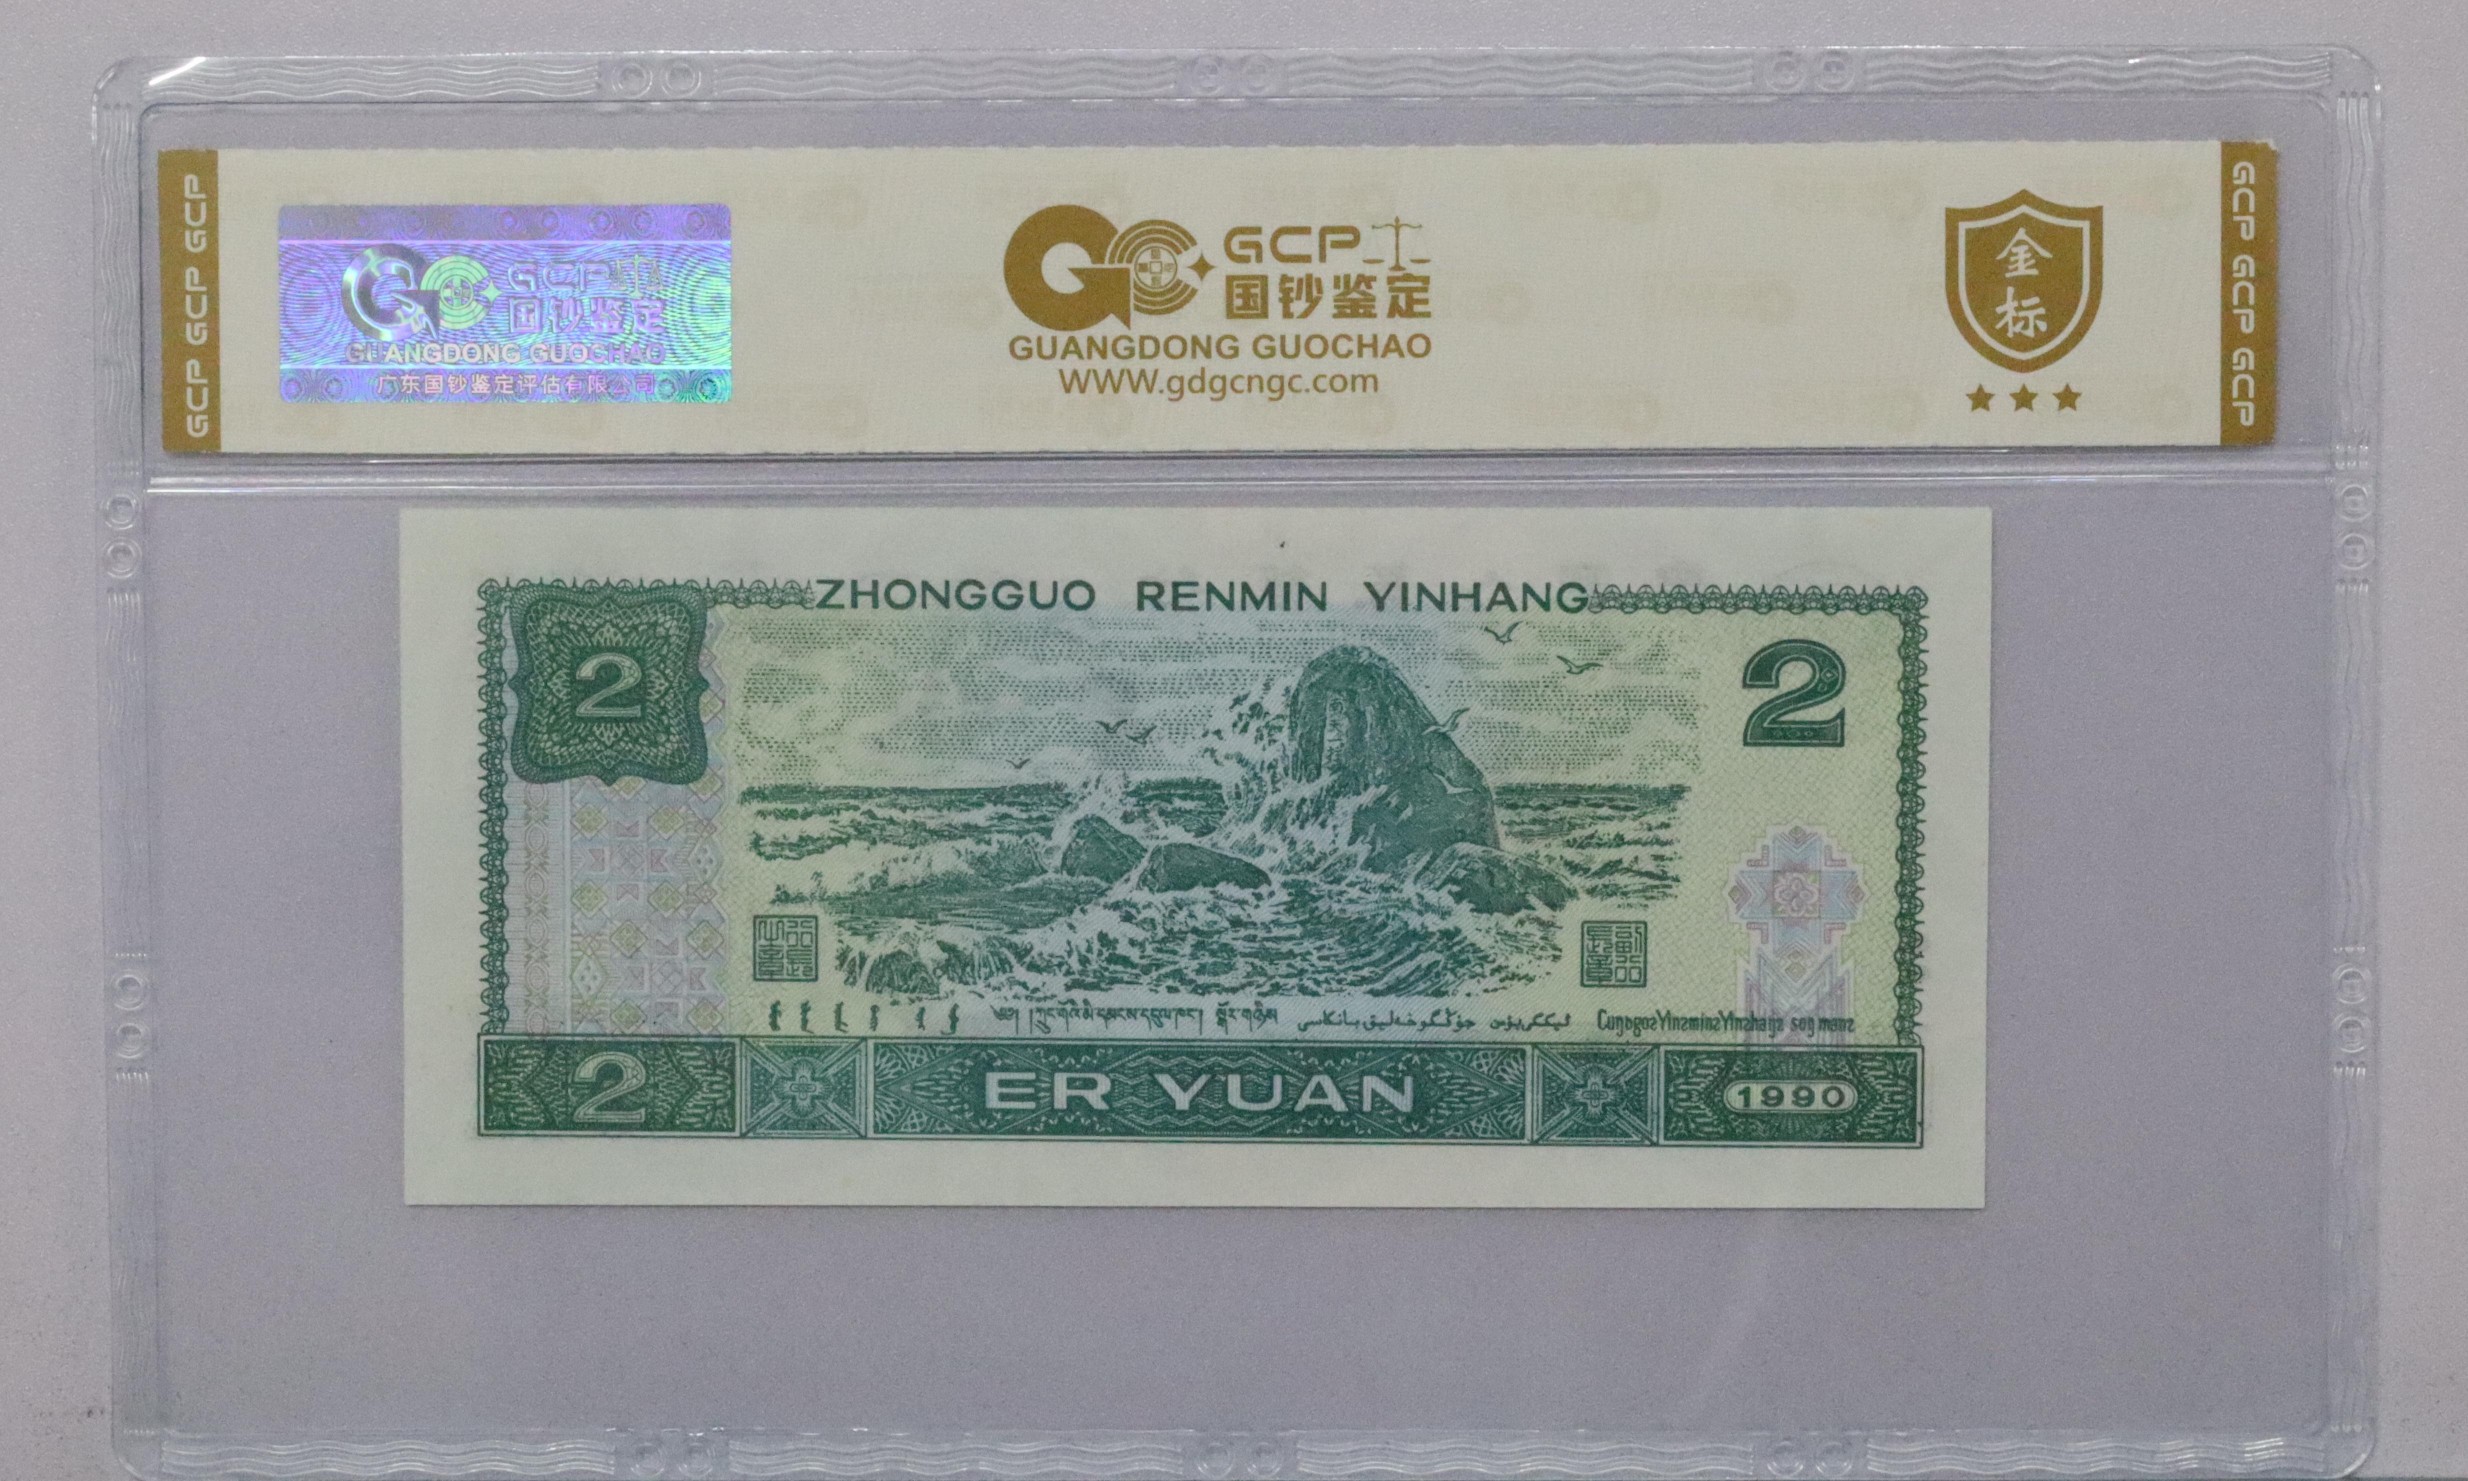 GCP GCP GCP
GCP
国钞鉴定
GUANGDONG GUOCHAO
广东国钞鉴定评估有限公司
GCP
国钞鉴定
GUANGDONG GUOCHAO
WWW.gdgcngc.com
金标
GCP GCP GCP
ZHONGGUO RENMIN YINHANG
2
2
2
ER YUAN
1990